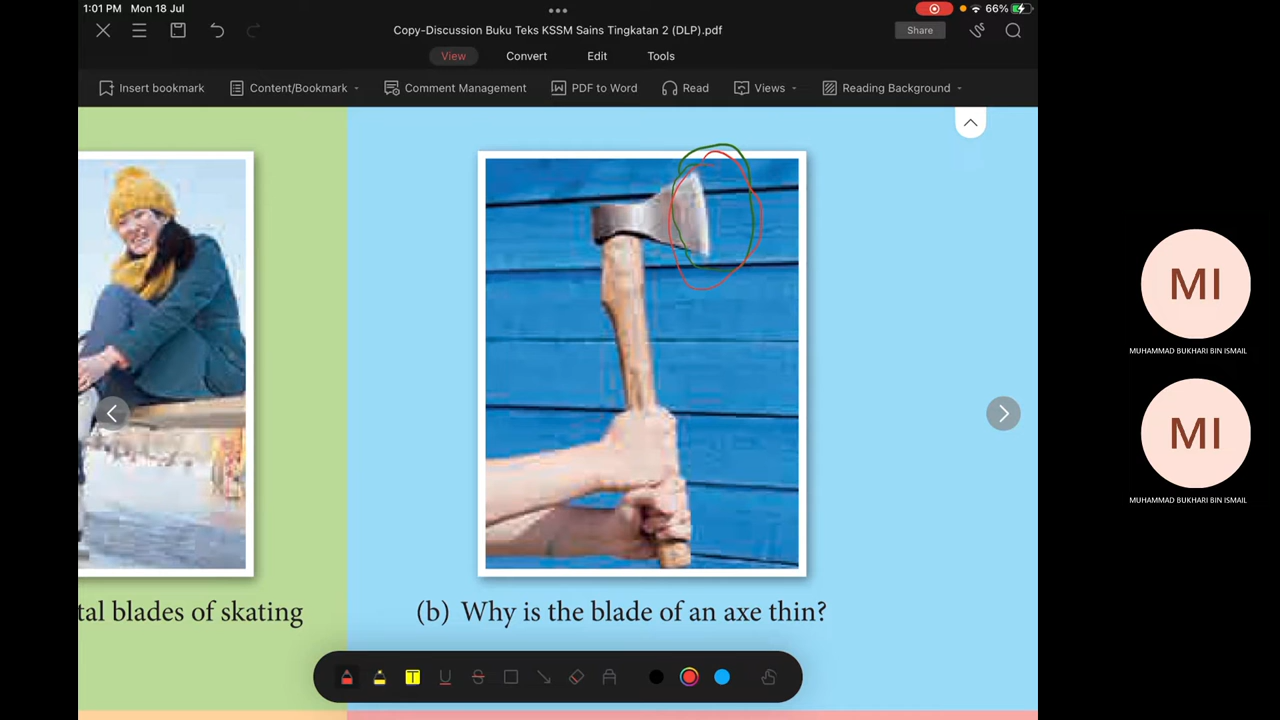 1:01 PM Mon 18 Jul
66%
Copy-Discussion Buku Teks KSSM Sains Tingkatan 2 (DLP).pdf
Share
View Convert Edit Tools
Insert bookmark Content/Bookmark Comment Management PDF to Word Read Views Reading Background
MI
MUHAMMAD BUKHARI BIN ISMAIL
MI
MUHAMMAD BUKHARI BIN ISMAIL
tal blades of skating
(b) Why is the blade of an axe thin?
T U S